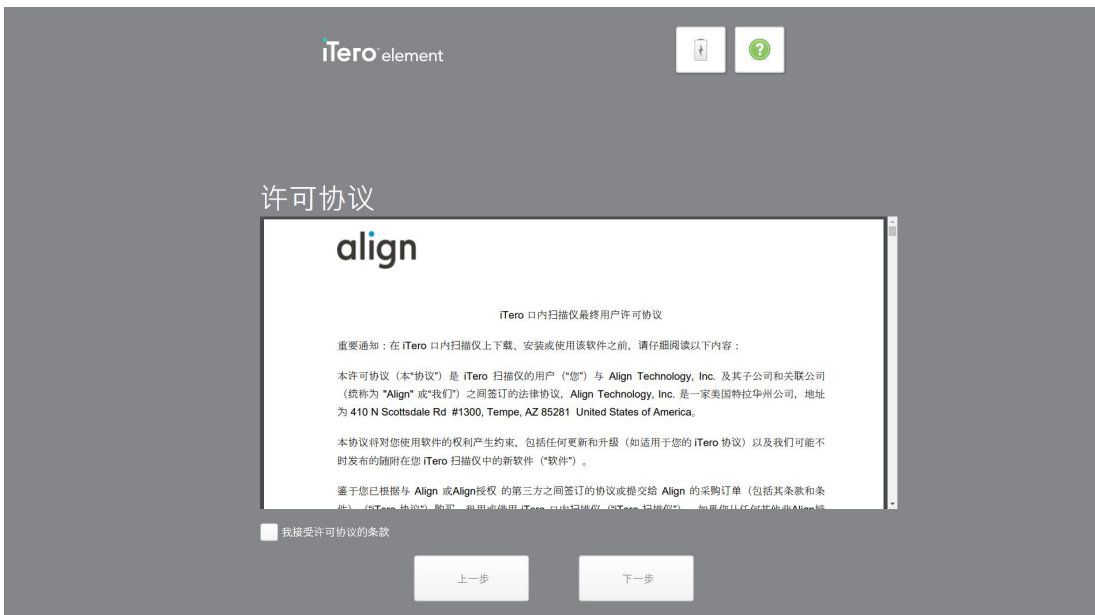 iTero element
许可协议
align
iTero 口内扫描仪最终用户许可协议
重要通知：在 iTero 口内扫描仪上下载、安装或使用该软件之前，请仔细阅读以下内容：
本许可协议（本“协议”）是 iTero 扫描仪的用户（“您”）与 Align Technology, Inc. 及其子公司和关联公司
（统称为 "Align" 或“我们”）之间签订的法律协议，Align Technology, Inc. 是一家美国特拉华州公司，地址
为 410 N Scottsdale Rd #1300, Tempe, AZ 85281 United States of America。
本协议将对您使用软件的权利产生约束，包括任何更新和升级（如适用于您的 iTero 协议）以及我们可能不
时发布的随附在您 iTero 扫描仪中的新软件（“软件”）。
鉴于您已根据与 Align 或Align授权 的第三方之间签订的协议或提交给 Align 的采购订单（包括其条款和条
我接受许可协议的条款
上一步
下一步